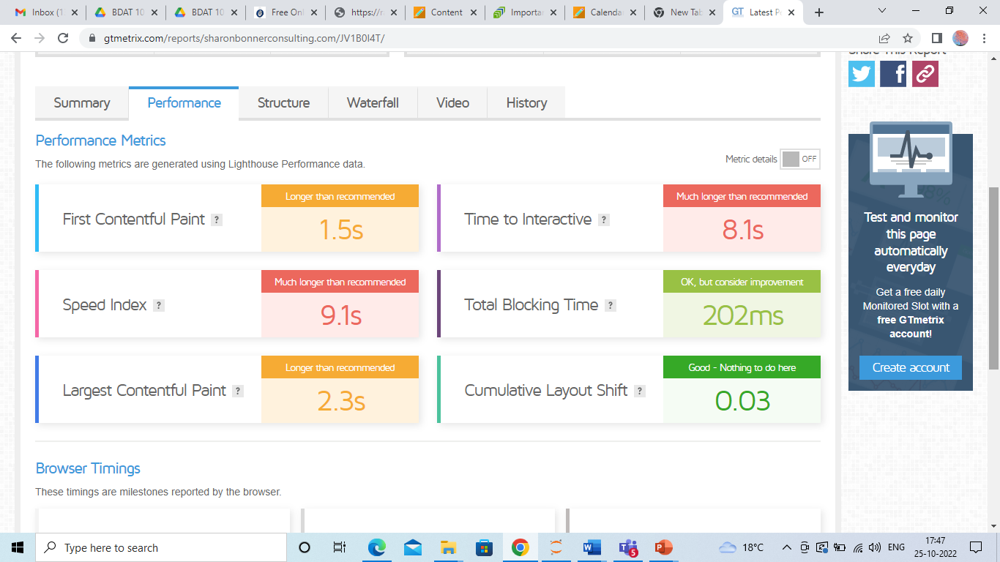 Inbox (1
BDAT 10
BDAT 10
Free Onl
https://r
Content
Importa
Calenda
New Tab
GT Latest P
gtmetrix.com/reports/sharonbonnerconsulting.com/JV1B0I4T/
Share This Report
Summary
Performance
Structure
Waterfall
Video
History
Performance Metrics
The following metrics are generated using Lighthouse Performance data.
Metric details
OFF
First Contentful Paint ?
Longer than recommended
1.5s
Time to Interactive ?
Much longer than recommended
8.1s
Speed Index ?
Much longer than recommended
9.1s
Total Blocking Time ?
OK, but consider improvement
202ms
Largest Contentful Paint ?
Longer than recommended
2.3s
Cumulative Layout Shift ?
Good - Nothing to do here
0.03
Test and monitor
this page
automatically
everyday
Get a free daily
Monitored Slot with a
free GTmetrix
account!
Create account
Browser Timings
These timings are milestones reported by the browser.
Type here to search
5
18°C
ENG
17:47
25-10-2022